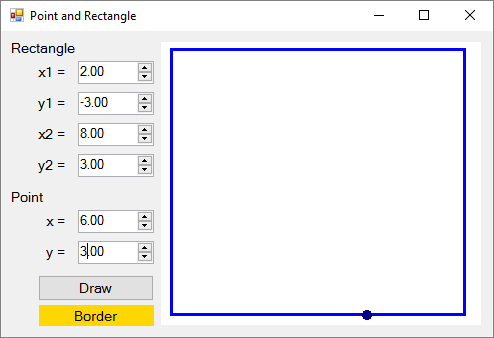 Point and Rectangle
Rectangle
x1 = 2.00
y1 = -3.00
x2 = 8.00
y2 = 3.00
Point
x = 6.00
y = 3.00
Draw
Border